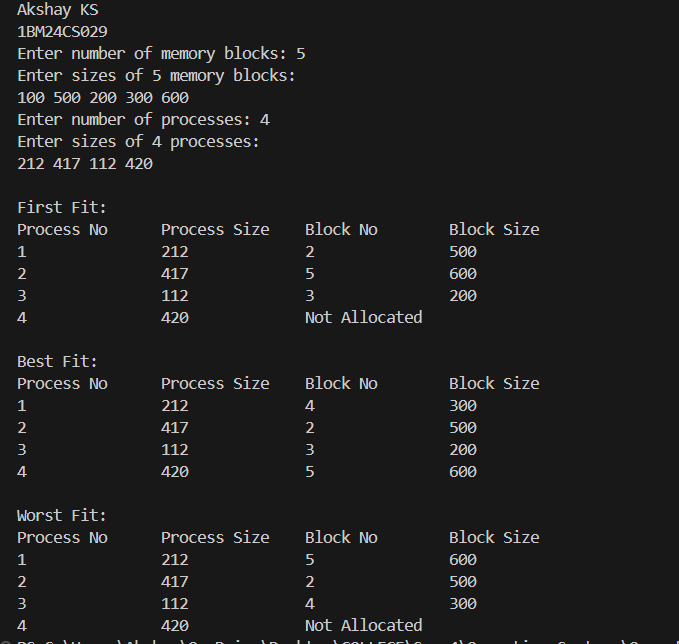 Akshay KS
1BM24CS029
Enter number of memory blocks: 5
Enter sizes of 5 memory blocks:
100 500 200 300 600
Enter number of processes: 4
Enter sizes of 4 processes:
212 417 112 420
First Fit:
Process No Process Size Block No Block Size
1 212 2 500
2 417 5 600
3 112 3 200
4 420 Not Allocated
Best Fit:
Process No Process Size Block No Block Size
1 212 4 300
2 417 2 500
3 112 3 200
4 420 5 600
Worst Fit:
Process No Process Size Block No Block Size
1 212 5 600
2 417 2 500
3 112 4 300
4 420 Not Allocated